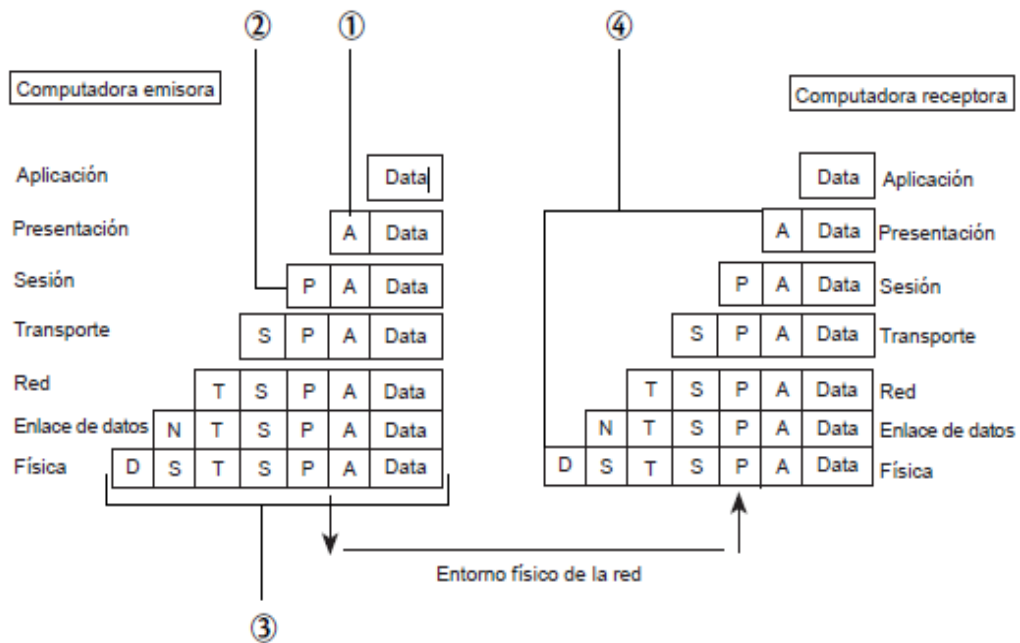 ② ① ④
Computadora emisora Computadora receptora
Aplicación Data Data Aplicación
Presentación A Data A Data Presentación
Sesión P A Data P A Data Sesión
Transporte S P A Data S P A Data Transporte
Red T S P A Data T S P A Data Red
Enlace de datos N T S P A Data N T S P A Data Enlace de datos
Física D S T S P A Data D S T S P A Data Física
Entorno físico de la red
③